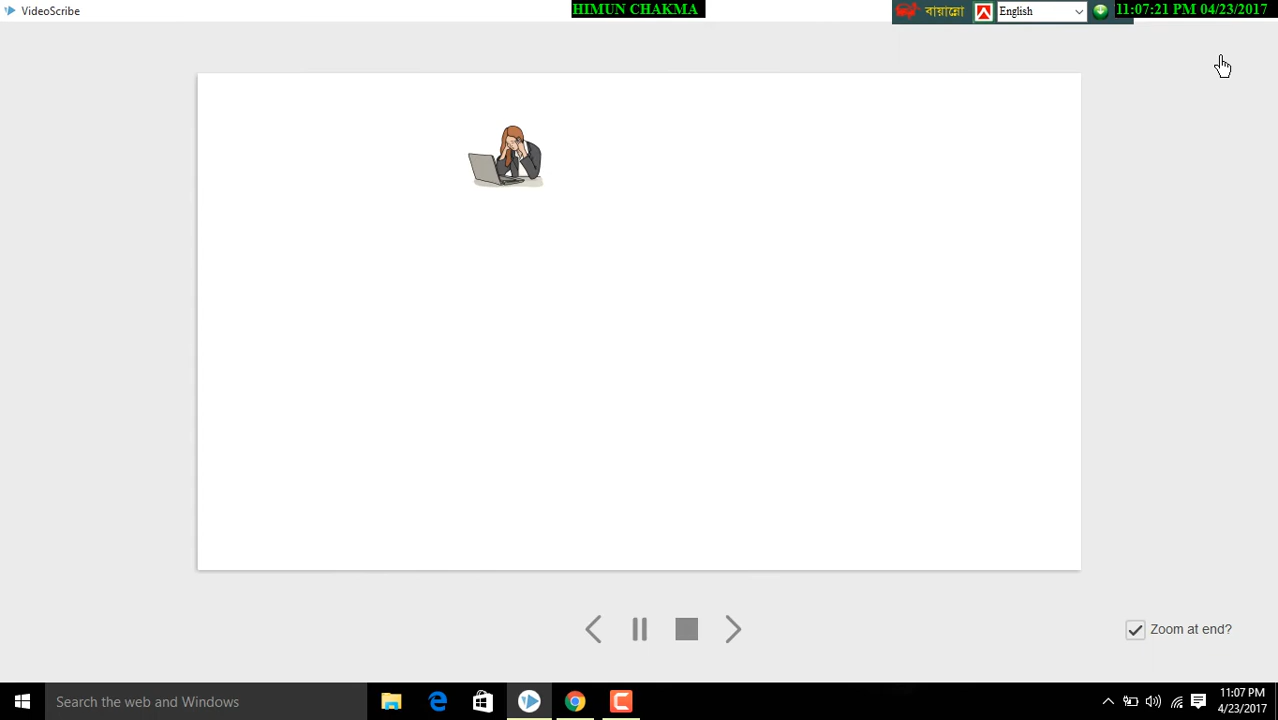 VideoScribe
HIMUN CHAKMA
বায়ান্নো
English
11:07:21 PM 04/23/2017
Zoom at end?
Search the web and Windows
11:07 PM
4/23/2017